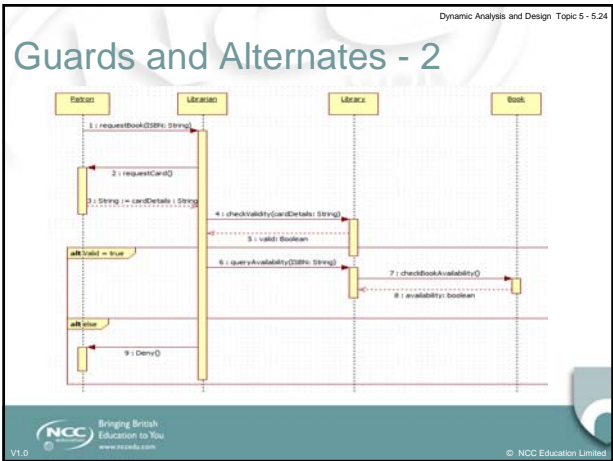 Dynamic Analysis and Design Topic 5 - 5.24
Guards and Alternates - 2
Patron
Librarian
Library
Book
1 : requestBook(ISBN: String)
2 : requestCard()
3 : String := cardDetails : String
4 : checkValidity(cardDetails: String)
5 : valid: Boolean
alt Valid = true
6 : queryAvailability(ISBN: String)
7 : checkBookAvailability()
8 : availability: boolean
alt else
9 : Deny()
NCC
education
Bringing British
Education to You
www.nccedu.com
V1.0
© NCC Education Limited